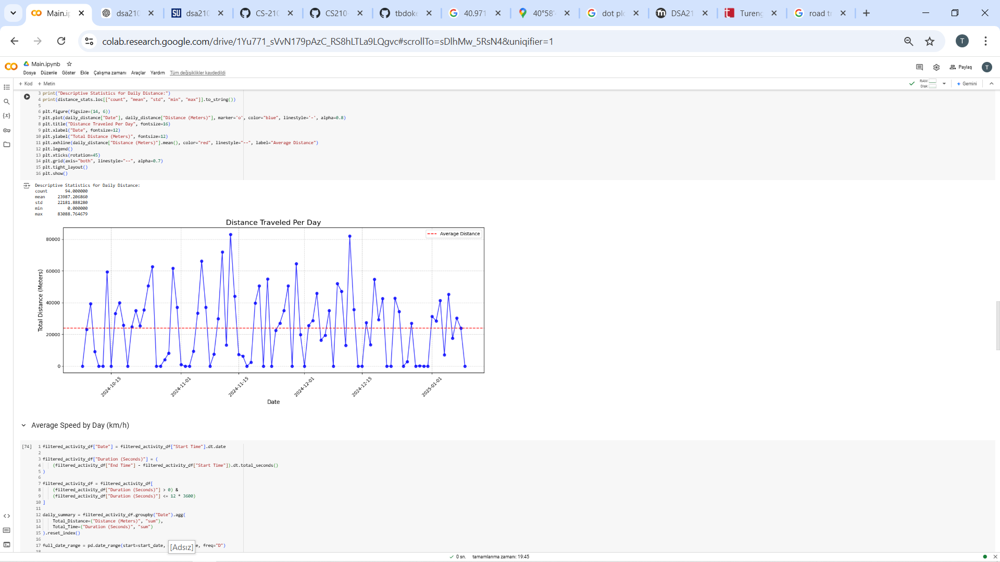 Main.ip
dsa210
dsa210
CS-210
CS210-
tbdoke
40.971
40°58'
dot plo
DSA21
Tureng
road tr
colab.research.google.com/drive/1Yu771_sVvN179pAzC_RS8hLTLa9LQgvc#scrollTo=sDlhMw_5RsN4&uniqifier=1
T
Main.ipynb
Dosya Düzenle Göster Ekle Çalışma zamanı Araçlar Yardım Tüm değişiklikler kaydedildi
Paylaş
T
+ Kod + Metin
RAM
Disk
Gemini
3 print("Descriptive Statistics for Daily Distance:")
4 print(distance_stats.loc[["count", "mean", "std", "min", "max"]].to_string())
5
6 plt.figure(figsize=(14, 6))
7 plt.plot(daily_distance["Date"], daily_distance["Distance (Meters)"], marker='o', color="blue", linestyle='-', alpha=0.8)
8 plt.title("Distance Traveled Per Day", fontsize=16)
9 plt.xlabel("Date", fontsize=12)
10 plt.ylabel("Total Distance (Meters)", fontsize=12)
11 plt.axhline(daily_distance["Distance (Meters)"].mean(), color="red", linestyle="--", label="Average Distance")
12 plt.legend()
13 plt.xticks(rotation=45)
14 plt.grid(axis="both", linestyle="--", alpha=0.7)
15 plt.tight_layout()
16 plt.show()
Descriptive Statistics for Daily Distance:
count 94.000000
mean 23987.206860
std 22181.888280
min 0.000000
max 83088.764679
Distance Traveled Per Day
Average Distance
80000
60000
40000
20000
0
Total Distance (Meters)
2024-10-15
2024-11-01
2024-11-15
2024-12-01
2024-12-15
2025-01-01
Date
Average Speed by Day (km/h)
[74]
1 filtered_activity_df["Date"] = filtered_activity_df["Start Time"].dt.date
2
3 filtered_activity_df["Duration (Seconds)"] = (
4 (filtered_activity_df["End Time"] - filtered_activity_df["Start Time"]).dt.total_seconds()
5 )
6
7 filtered_activity_df = filtered_activity_df[
8 (filtered_activity_df["Duration (Seconds)"] > 0) &
9 (filtered_activity_df["Duration (Seconds)"] <= 12 * 3600)
10 ]
11
12 daily_summary = filtered_activity_df.groupby("Date").agg(
13 Total_Distance=("Distance (Meters)", "sum"),
14 Total_Time=("Duration (Seconds)", "sum")
15 ).reset_index()
16
17 full_date_range = pd.date_range(start=start_date, e, freq="D")
[Adsız]
0 sn. tamamlanma zamanı: 19:45